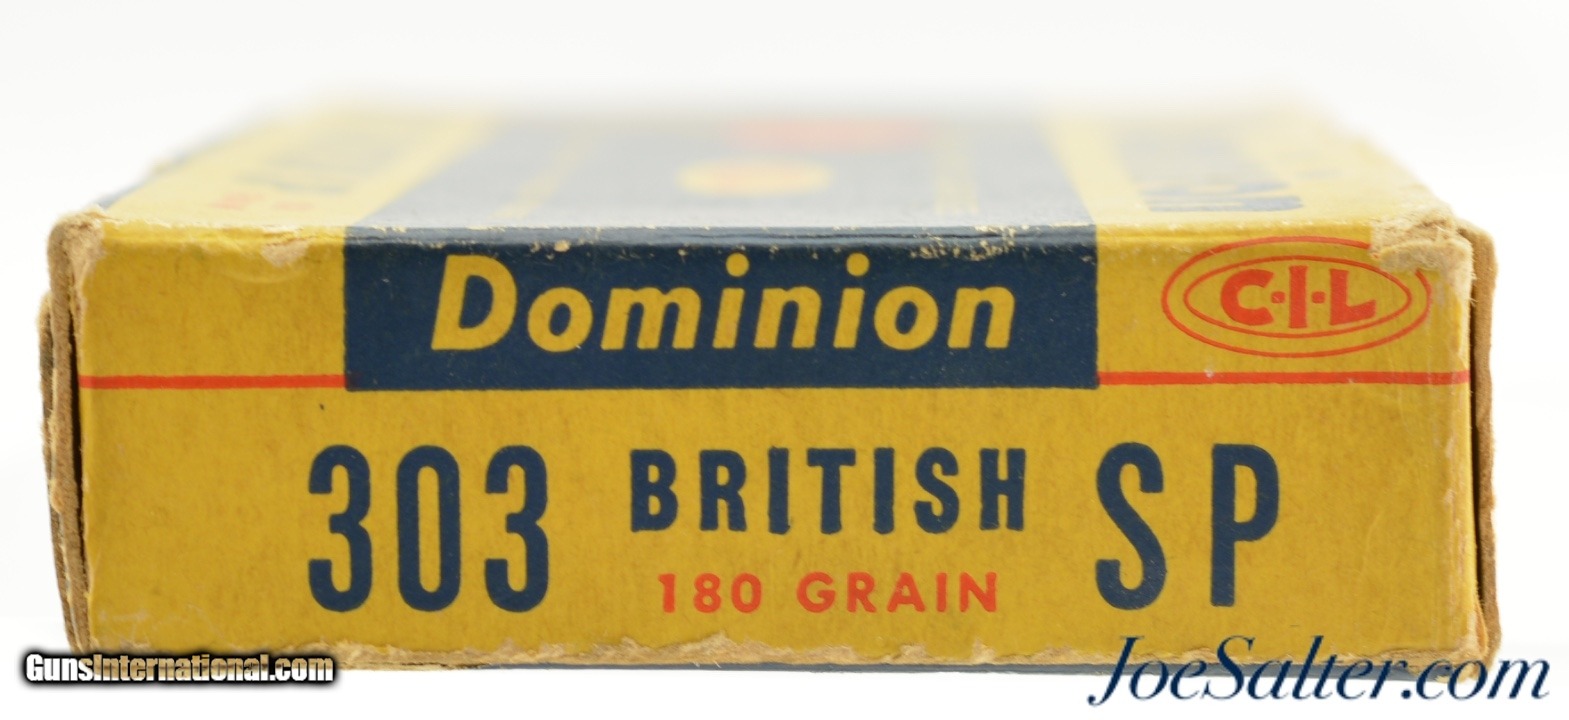 Dominion
C·I·L
303 BRITISH SP
180 GRAIN
GunsInternational.com
JoeSalter.com